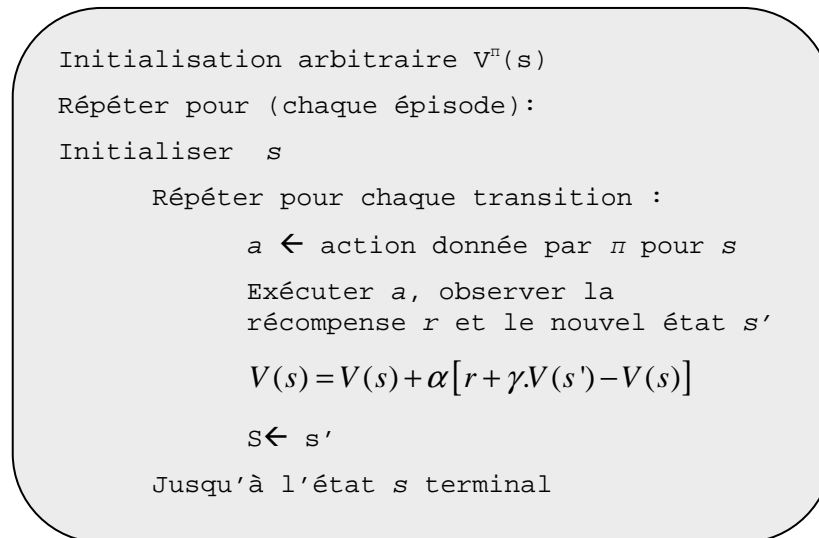 Initialisation arbitraire Vᴨ(s)
Répéter pour (chaque épisode):
Initialiser s
Répéter pour chaque transition :
a ← action donnée par π pour s
Exécuter a, observer la
récompense r et le nouvel état s'
V(s) = V(s) + α[r + γ.V(s') − V(s)]
S← s'
Jusqu'à l'état s terminal